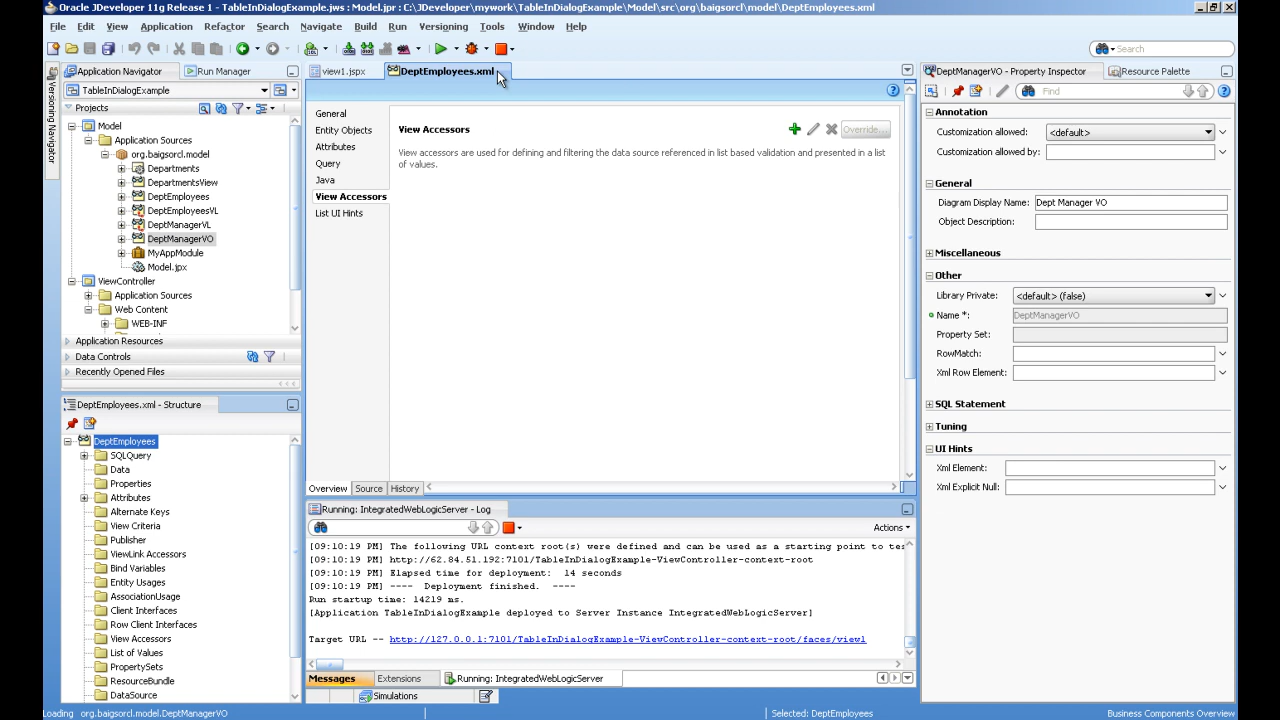 Oracle JDeveloper 11g Release 1 - TableInDialogExample.jws : Model.jpr : C:\JDeveloper\mywork\TableInDialogExample\Model\src\org\baigsorcl\model\DeptEmployees.xml
File Edit View Application Refactor Search Navigate Build Run Versioning Tools Window Help
Search
Versioning Navigator
Application Navigator
Run Manager
TableInDialogExample
Projects
Model
Application Sources
org.baigsorcl.model
Departments
DepartmentsView
DeptEmployees
DeptEmployeesVL
DeptManagerVL
DeptManagerVO
MyAppModule
Model.jpx
ViewController
Application Sources
Web Content
WEB-INF
Application Resources
Data Controls
Recently Opened Files
DeptEmployees.xml - Structure
DeptEmployees
SQLQuery
Data
Properties
Attributes
Alternate Keys
View Criteria
Publisher
ViewLink Accessors
Bind Variables
Entity Usages
AssociationUsage
Client Interfaces
Row Client Interfaces
View Accessors
List of Values
PropertySets
ResourceBundle
DataSource
view1.jspx
DeptEmployees.xml
General
Entity Objects
Attributes
Query
Java
View Accessors
List UI Hints
View Accessors
Override...
View accessors are used for defining and filtering the data source referenced in list based validation and presented in a list
of values.
Overview Source History
Running: IntegratedWebLogicServer - Log
Actions
[09:10:19 PM] The following URL context root(s) were defined and can be used as a starting point to tes
[09:10:19 PM] http://62.84.51.192:7101/TableInDialogExample-ViewController-context-root
[09:10:19 PM] Elapsed time for deployment: 14 seconds
[09:10:19 PM] ---- Deployment finished. ----
Run startup time: 14219 ms.
[Application TableInDialogExample deployed to Server Instance IntegratedWebLogicServer]
Target URL -- http://127.0.0.1:7101/TableInDialogExample-ViewController-context-root/faces/view1
Messages
Extensions
Running: IntegratedWebLogicServer
Simulations
DeptManagerVO - Property Inspector
Resource Palette
Find
Annotation
Customization allowed: <default>
Customization allowed by:
General
Diagram Display Name: Dept Manager VO
Object Description:
Miscellaneous
Other
Library Private: <default> (false)
Name *: DeptManagerVO
Property Set:
RowMatch:
Xml Row Element:
SQL Statement
Tuning
UI Hints
Xml Element:
Xml Explicit Null:
Loading org.baigsorcl.model.DeptManagerVO
Selected: DeptEmployees
Business Components Overview